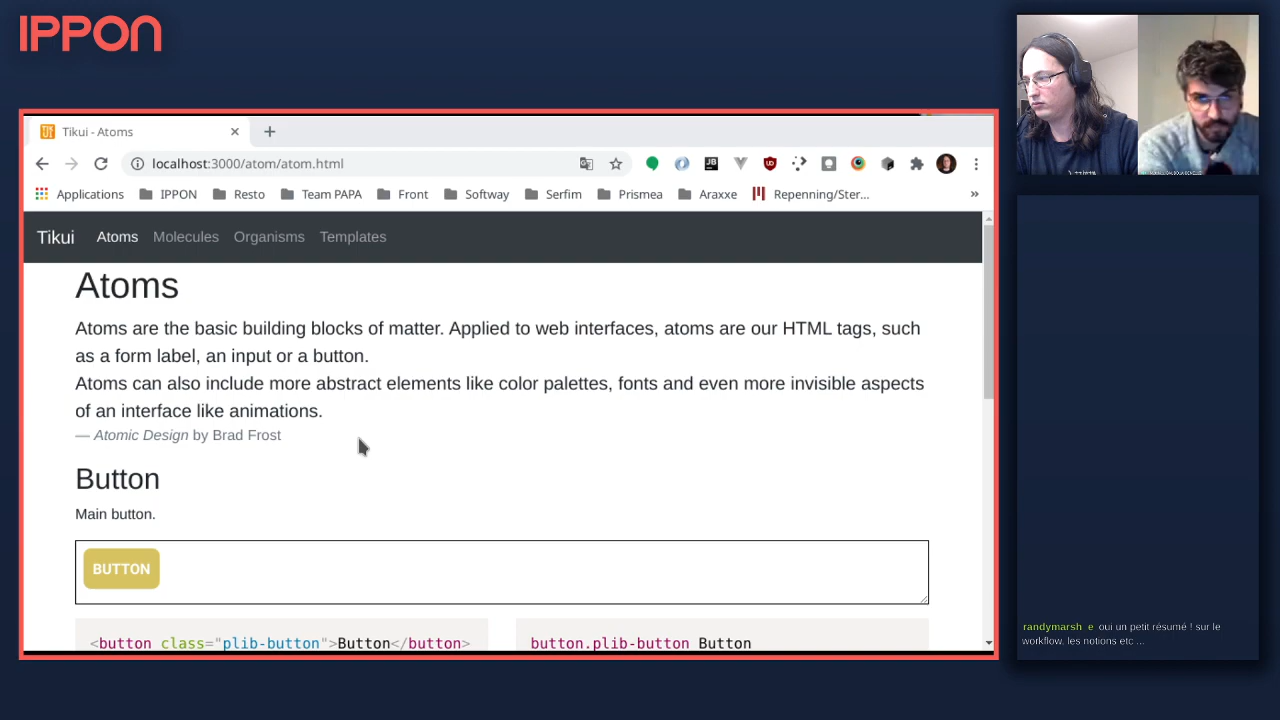 IPPON
Tikui - Atoms
localhost:3000/atom/atom.html
Applications IPPON Resto Team PAPA Front Softway Serfim Prismea Araxxe Repenning/Ster... »
Tikui Atoms Molecules Organisms Templates
Atoms
Atoms are the basic building blocks of matter. Applied to web interfaces, atoms are our HTML tags, such
as a form label, an input or a button.
Atoms can also include more abstract elements like color palettes, fonts and even more invisible aspects
of an interface like animations.
— Atomic Design by Brad Frost
Button
Main button.
BUTTON
<button class="plib-button">Button</button>
button.plib-button Button
randymarsh_e oui un petit résumé ! sur le
workflow, les notions etc ...